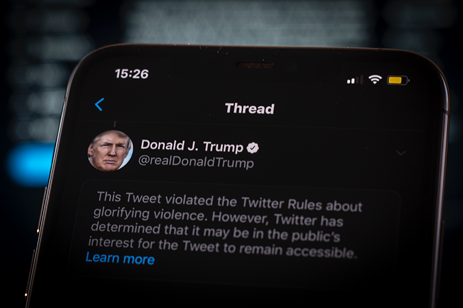 15:26
Thread
Donald J. Trump
@realDonaldTrump
This Tweet violated the Twitter Rules about
glorifying violence. However, Twitter has
determined that it may be in the public's
interest for the Tweet to remain accessible.
Learn more